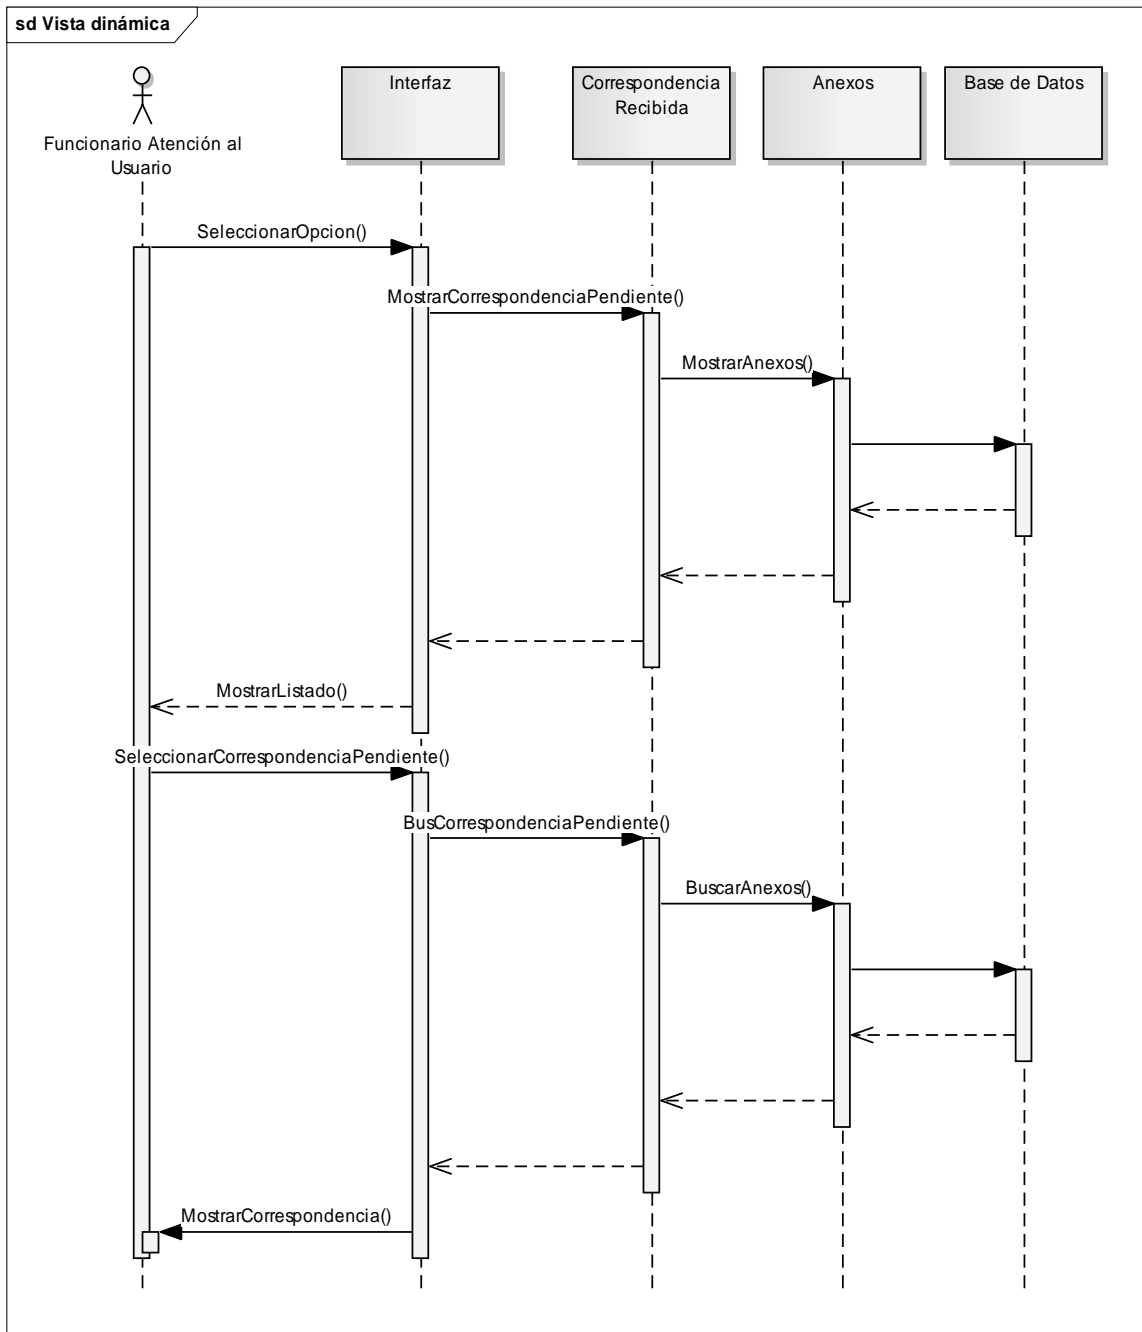 sd Vista dinámica
Funcionario Atención al
Usuario
Interfaz
Correspondencia
Recibida
Anexos
Base de Datos
SeleccionarOpcion()
MostrarCorrespondenciaPendiente()
MostrarAnexos()
MostrarListado()
SeleccionarCorrespondenciaPendiente()
BusCorrespondenciaPendiente()
BuscarAnexos()
MostrarCorrespondencia()